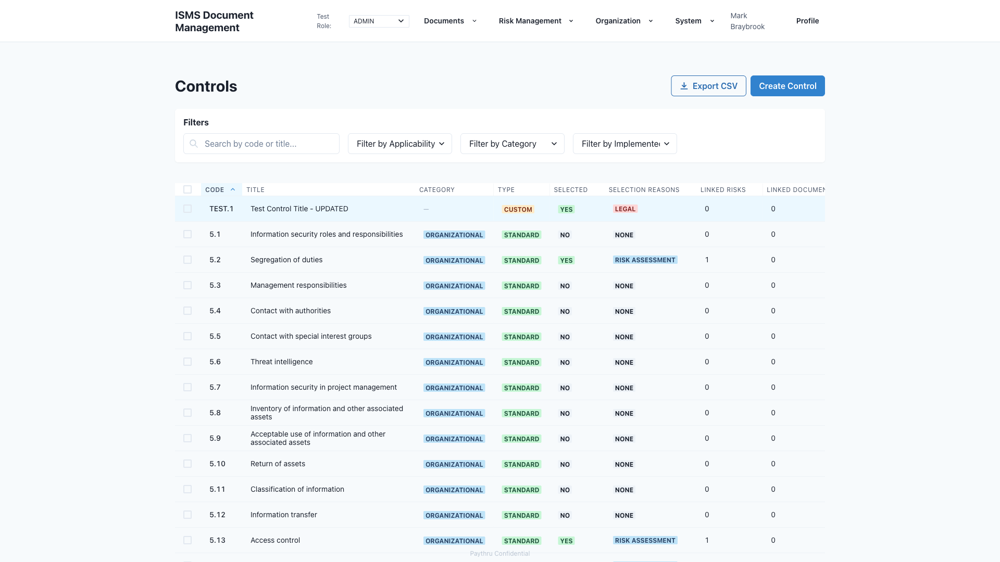 ISMS Document
Management
Test
Role:
ADMIN
Documents
Risk Management
Organization
System
Mark
Braybrook
Profile
Controls
Export CSV
Create Control
Filters
Search by code or title...
Filter by Applicability
Filter by Category
Filter by Implemented
CODE TITLE CATEGORY TYPE SELECTED SELECTION REASONS LINKED RISKS LINKED DOCUMEN
TEST.1 Test Control Title - UPDATED — CUSTOM YES LEGAL 0 0
5.1 Information security roles and responsibilities ORGANIZATIONAL STANDARD NO NONE 0 0
5.2 Segregation of duties ORGANIZATIONAL STANDARD YES RISK ASSESSMENT 1 0
5.3 Management responsibilities ORGANIZATIONAL STANDARD NO NONE 0 0
5.4 Contact with authorities ORGANIZATIONAL STANDARD NO NONE 0 0
5.5 Contact with special interest groups ORGANIZATIONAL STANDARD NO NONE 0 0
5.6 Threat intelligence ORGANIZATIONAL STANDARD NO NONE 0 0
5.7 Information security in project management ORGANIZATIONAL STANDARD NO NONE 0 0
5.8 Inventory of information and other associated
assets ORGANIZATIONAL STANDARD NO NONE 0 0
5.9 Acceptable use of information and other
associated assets ORGANIZATIONAL STANDARD NO NONE 0 0
5.10 Return of assets ORGANIZATIONAL STANDARD NO NONE 0 0
5.11 Classification of information ORGANIZATIONAL STANDARD NO NONE 0 0
5.12 Information transfer ORGANIZATIONAL STANDARD NO NONE 0 0
5.13 Access control ORGANIZATIONAL STANDARD YES RISK ASSESSMENT 1 0
Paythru Confidential